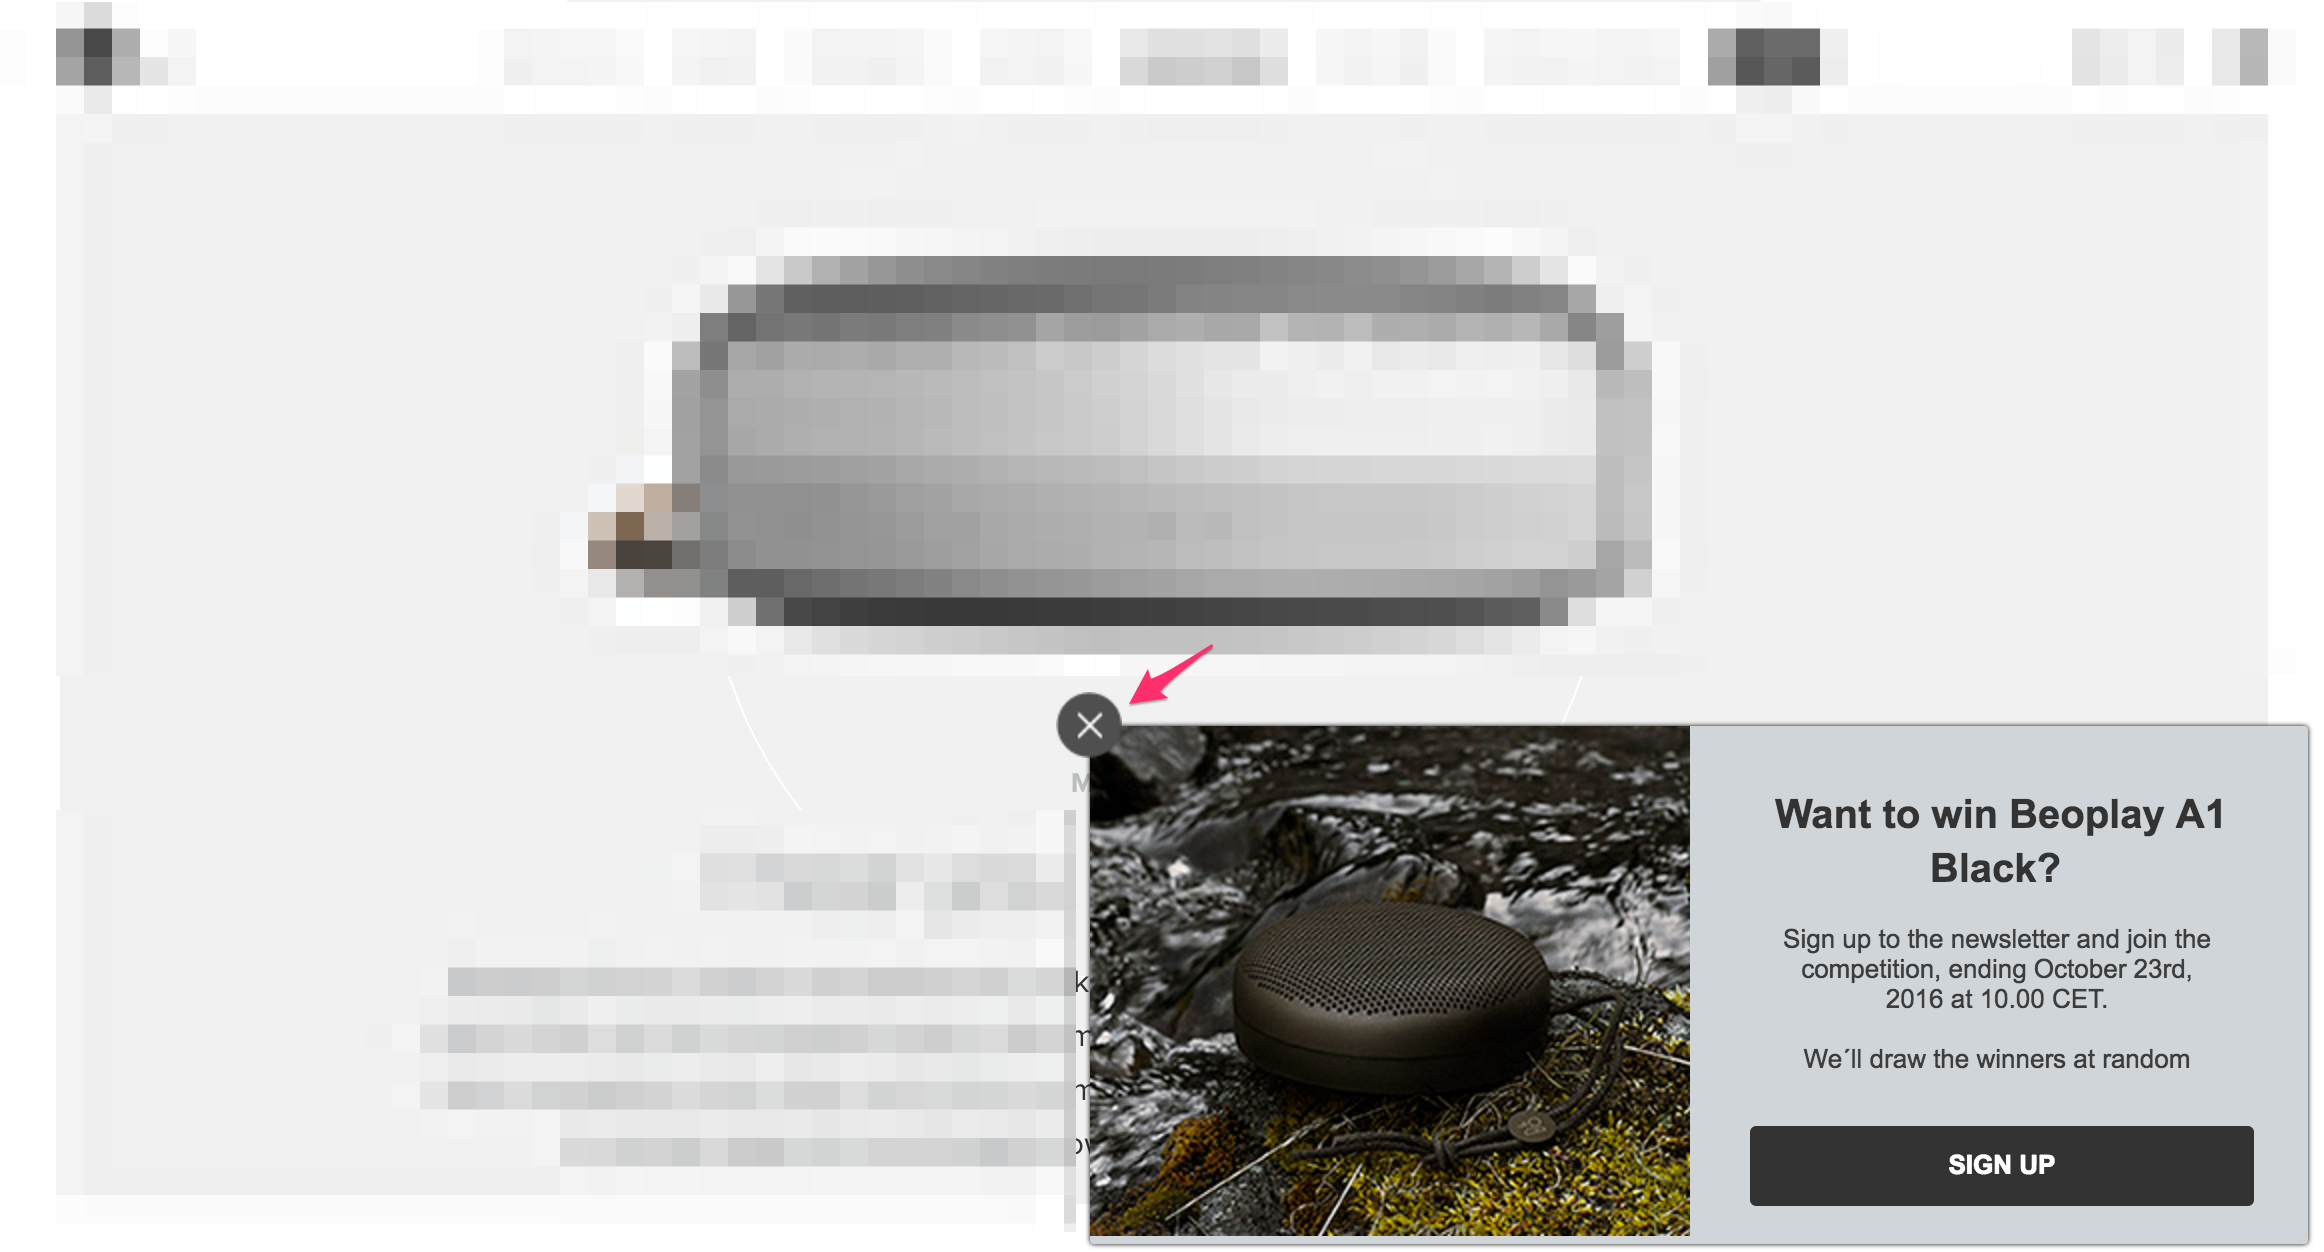 M
k
m
m
Want to win Beoplay A1
Black?
Sign up to the newsletter and join the
competition, ending October 23rd,
2016 at 10.00 CET.
We´ll draw the winners at random
SIGN UP